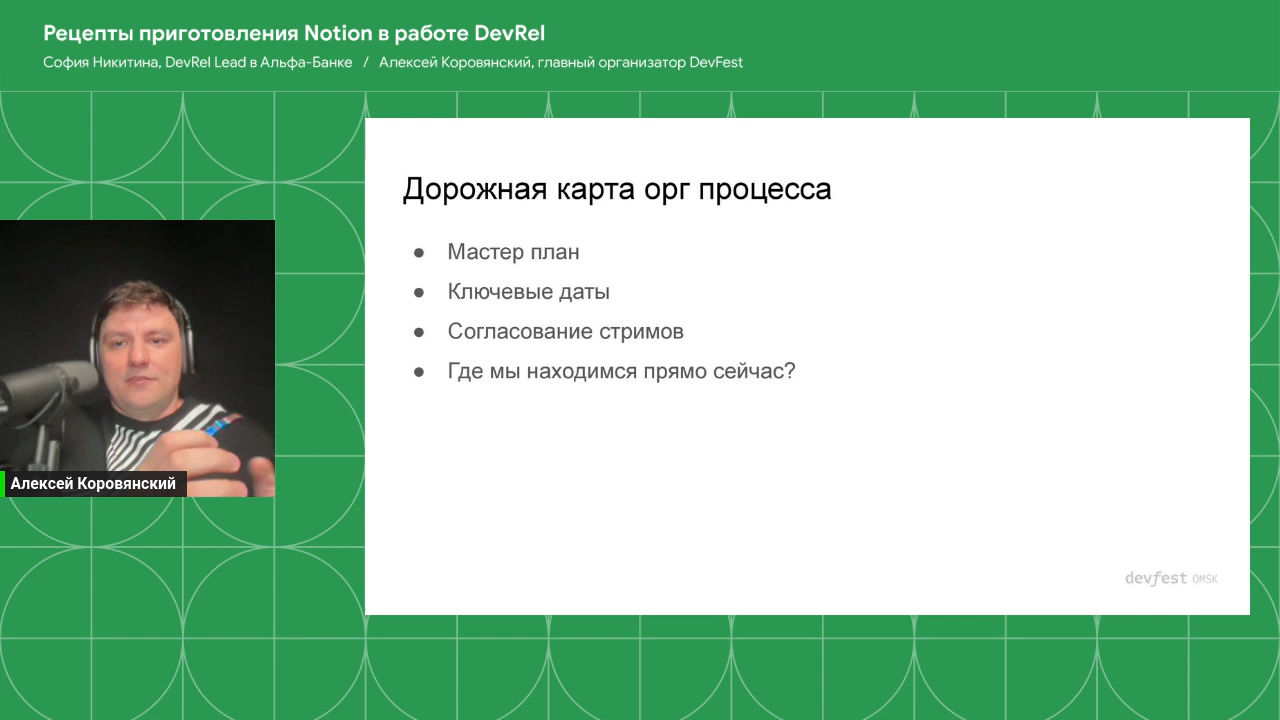 Рецепты приготовления Notion в работе DevRel
София Никитина, DevRel Lead в Альфа-Банке / Алексей Коровянский, главный организатор DevFest
Дорожная карта орг процесса
● Мастер план
● Ключевые даты
● Согласование стримов
● Где мы находимся прямо сейчас?
Алексей Коровянский
devfest OMSK